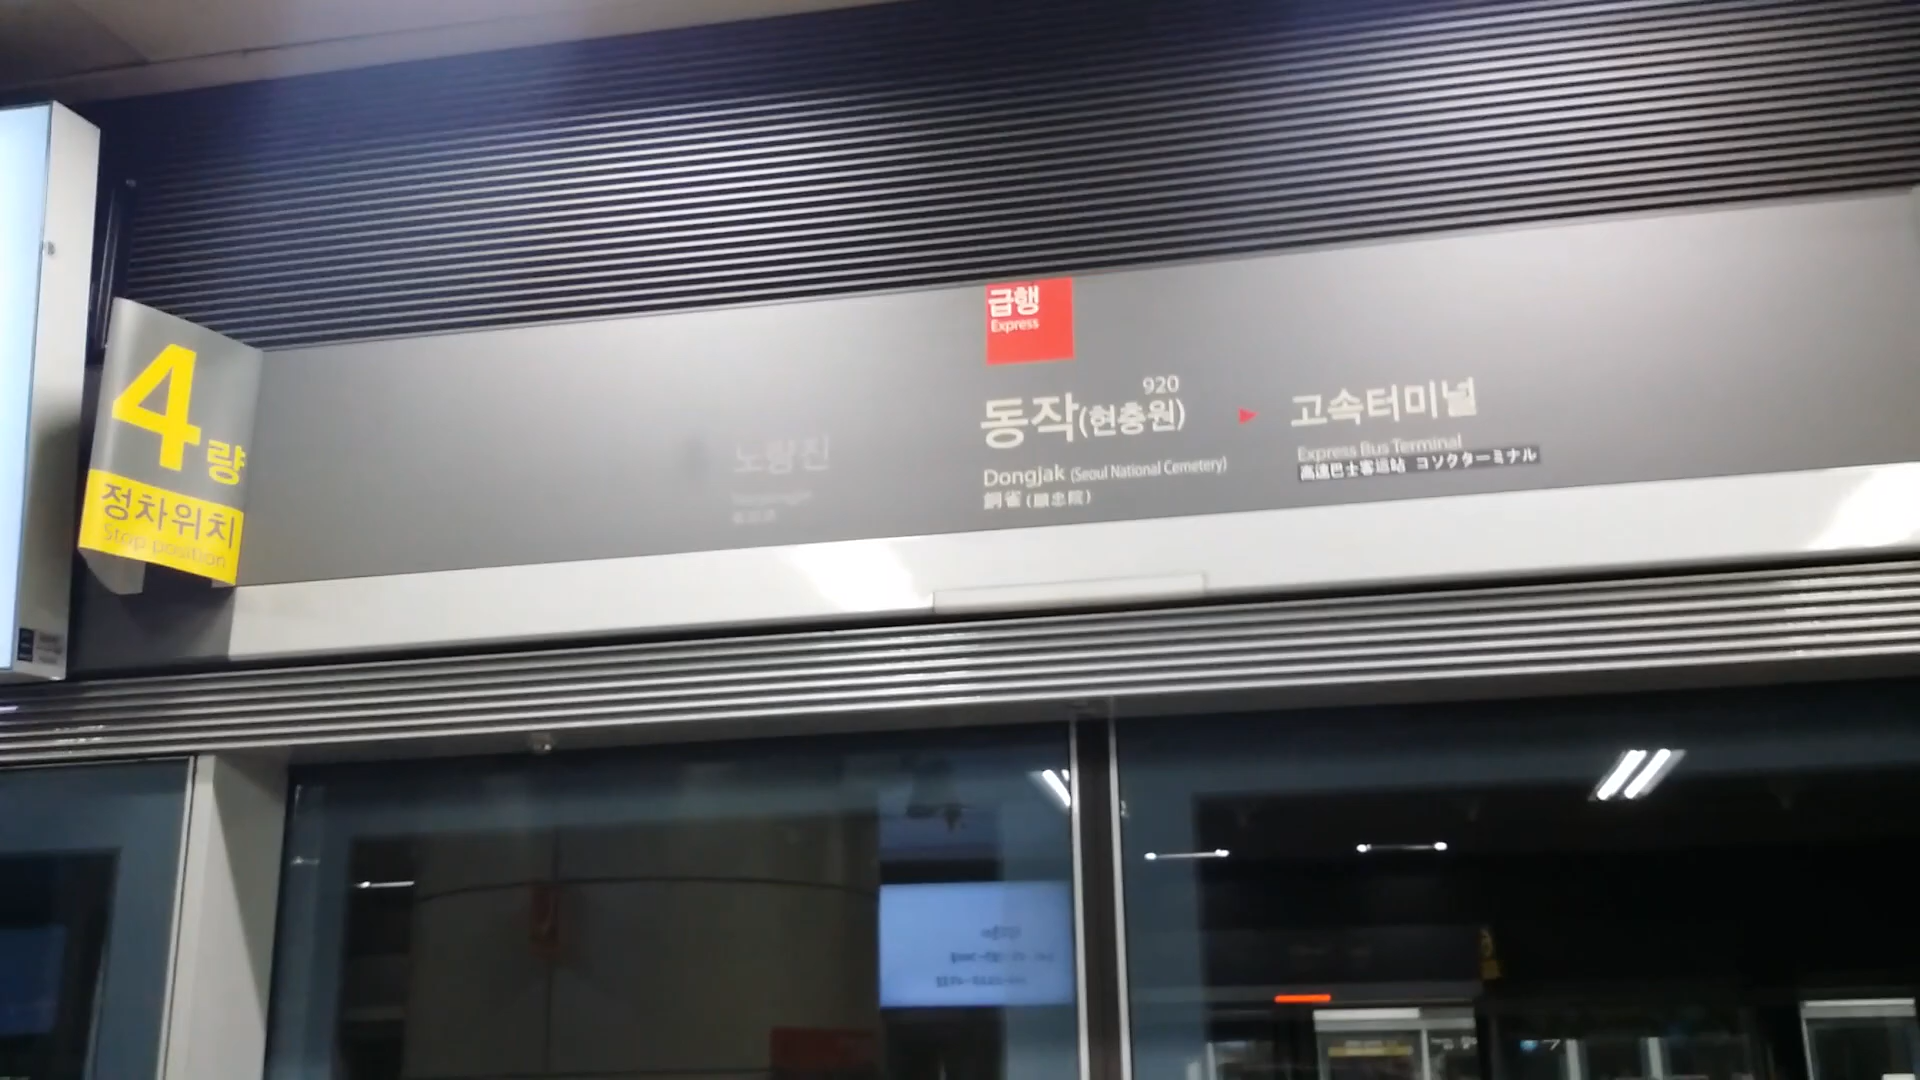 4량
정차위치
Stop position
급행
Express
노량진
920
동작(현충원)
Dongjak (Seoul National Cemetery)
銅雀 (顯忠院)
고속터미널
Express Bus Terminal
高速巴士客运站 コソクターミナル